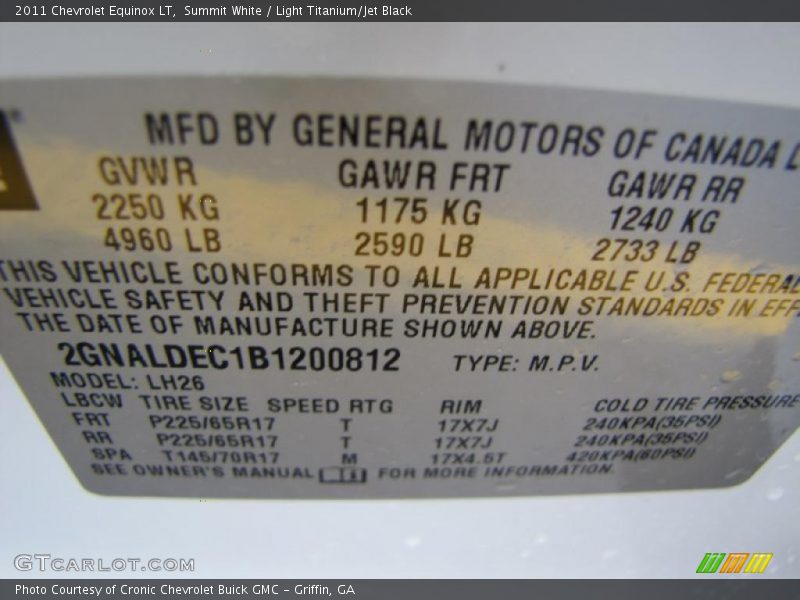 2011 Chevrolet Equinox LT,  Summit White / Light Titanium/Jet Black
MFD BY GENERAL MOTORS OF CANADA L
GVWR GAWR FRT GAWR RR
2250 KG 1175 KG 1240 KG
4960 LB 2590 LB 2733 LB
THIS VEHICLE CONFORMS TO ALL APPLICABLE U.S. FEDERAL
VEHICLE SAFETY AND THEFT PREVENTION STANDARDS IN EFF
THE DATE OF MANUFACTURE SHOWN ABOVE.
2GNALDEC1B1200812 TYPE: M.P.V.
MODEL: LH26
LBCW TIRE SIZE SPEED RTG RIM COLD TIRE PRESSURE
FRT P225/65R17 T 17X7J 240KPA(35PSI)
RR P225/65R17 T 17X7J 240KPA(35PSI)
SPA T145/70R17 M 17X4.5T 420KPA(60PSI)
SEE OWNER'S MANUAL FOR MORE INFORMATION.
GTCARLOT.COM
Photo Courtesy of Cronic Chevrolet Buick GMC – Griffin, GA